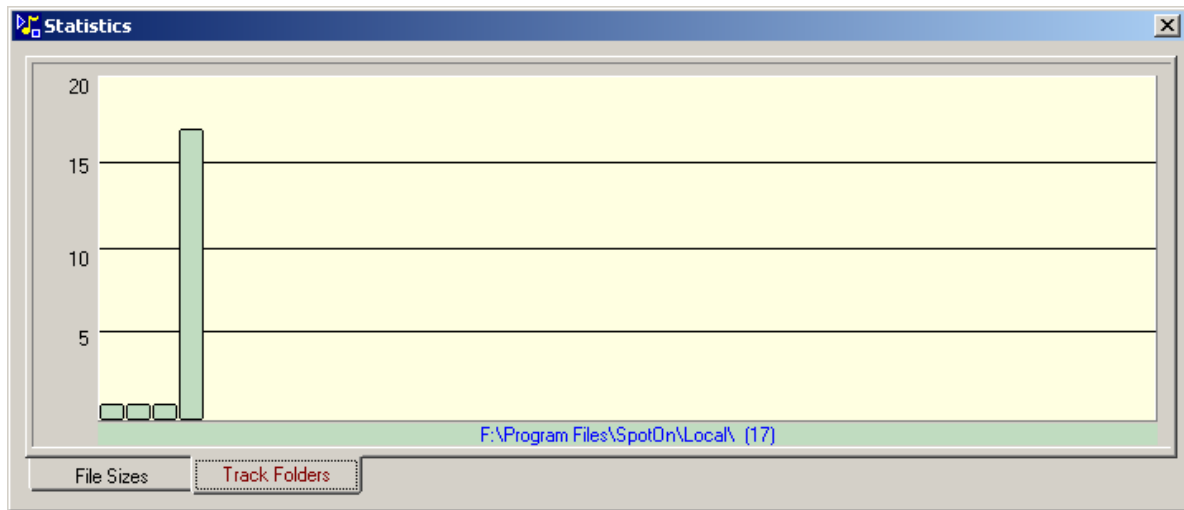 Statistics
20
15
10
5
F:\Program Files\SpotOn\Local\ (17)
File Sizes
Track Folders